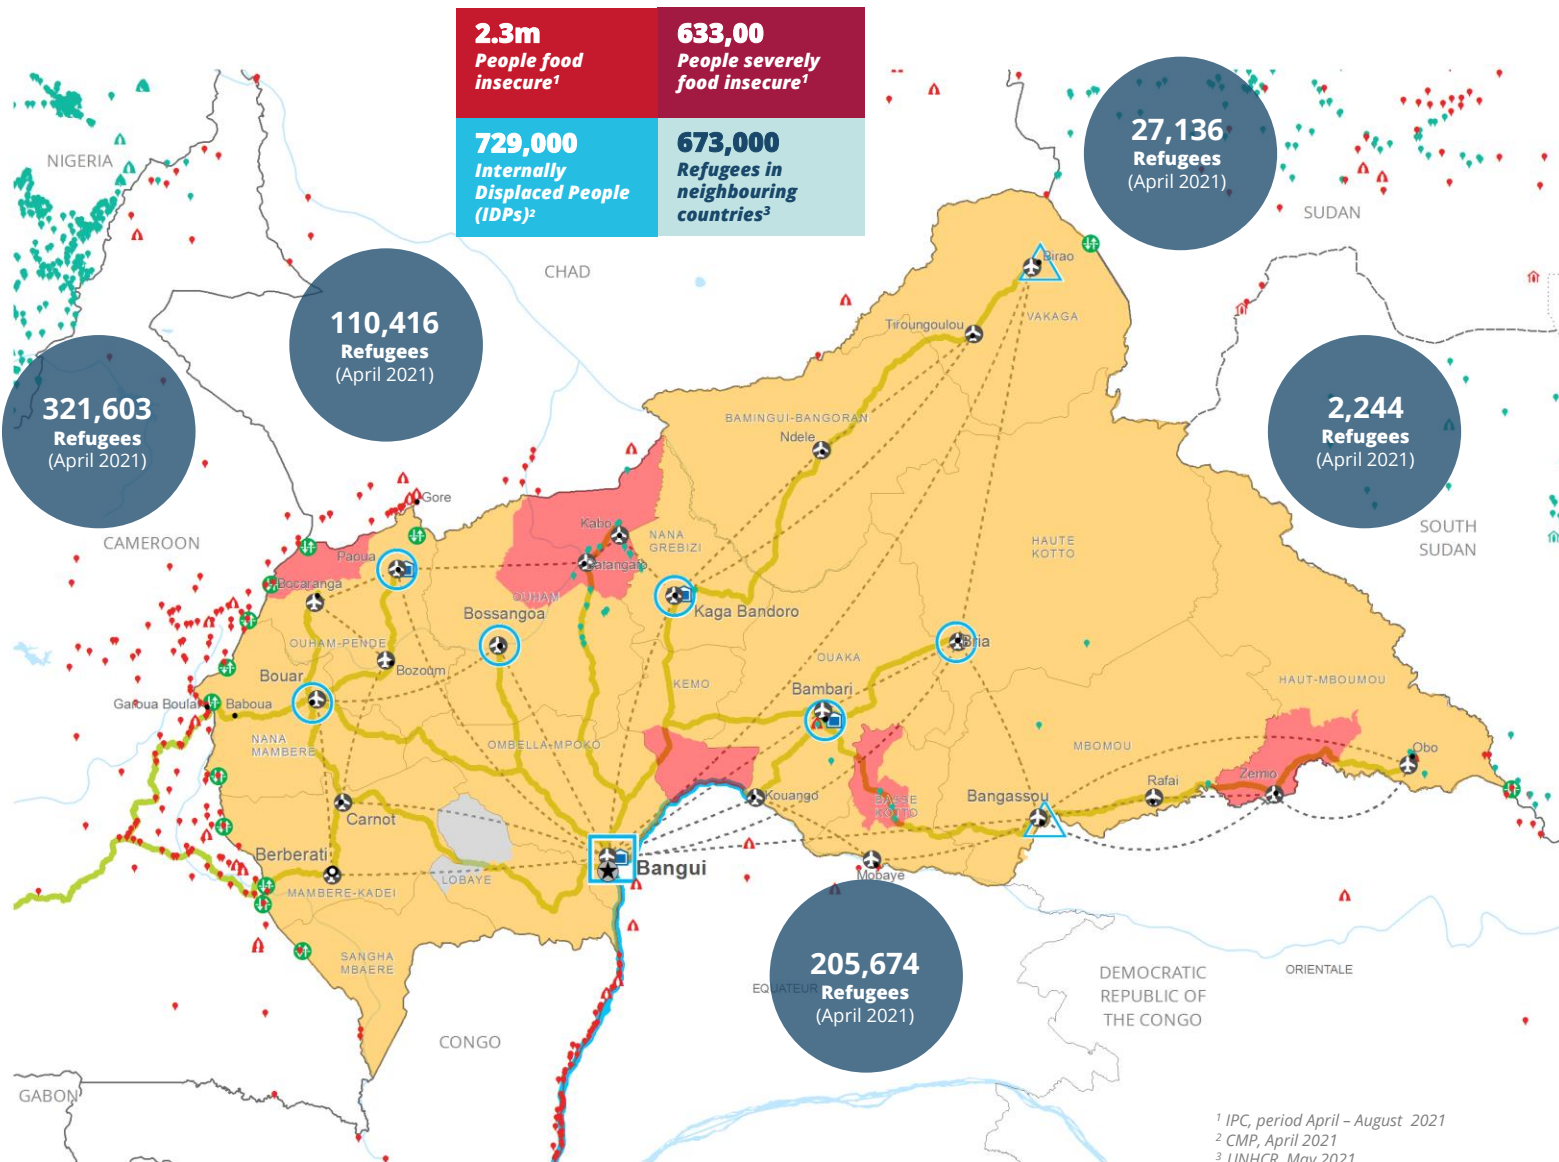 2.3m
People food
insecure¹
633,00
People severely
food insecure¹
729,000
Internally
Displaced People
(IDPs)²
673,000
Refugees in
neighbouring
countries³
27,136
Refugees
(April 2021)
NIGERIA
SUDAN
CHAD
Birao
VAKAGA
Tiroungoulou
110,416
Refugees
(April 2021)
321,603
Refugees
(April 2021)
2,244
Refugees
(April 2021)
BAMINGUI-BANGORAN
Ndele
Gore
CAMEROON
SOUTH
SUDAN
Kabo
NANA
GREBIZI
HAUTE
KOTTO
Paoua
Batangafo
Bocaranga
OUHAM
Bossangoa
Kaga Bandoro
OUHAM-PENDE
Bozoum
Bria
OUAKA
Bouar
KEMO
Bambari
HAUT-MBOUMOU
Garoua Boulai
Baboua
NANA
MAMBERE
OMBELLA-MPOKO
MBOMOU
Obo
Zemio
Rafai
Kouango
BASSE
KOTTO
Bangassou
Carnot
Berberati
MAMBERE-KADEI
LOBAYE
Bangui
Mobaye
SANGHA
MBAERE
205,674
Refugees
(April 2021)
EQUATEUR
DEMOCRATIC
REPUBLIC OF
THE CONGO
ORIENTALE
CONGO
GABON
¹ IPC, period April – August 2021
² CMP, April 2021
³ UNHCR, May 2021